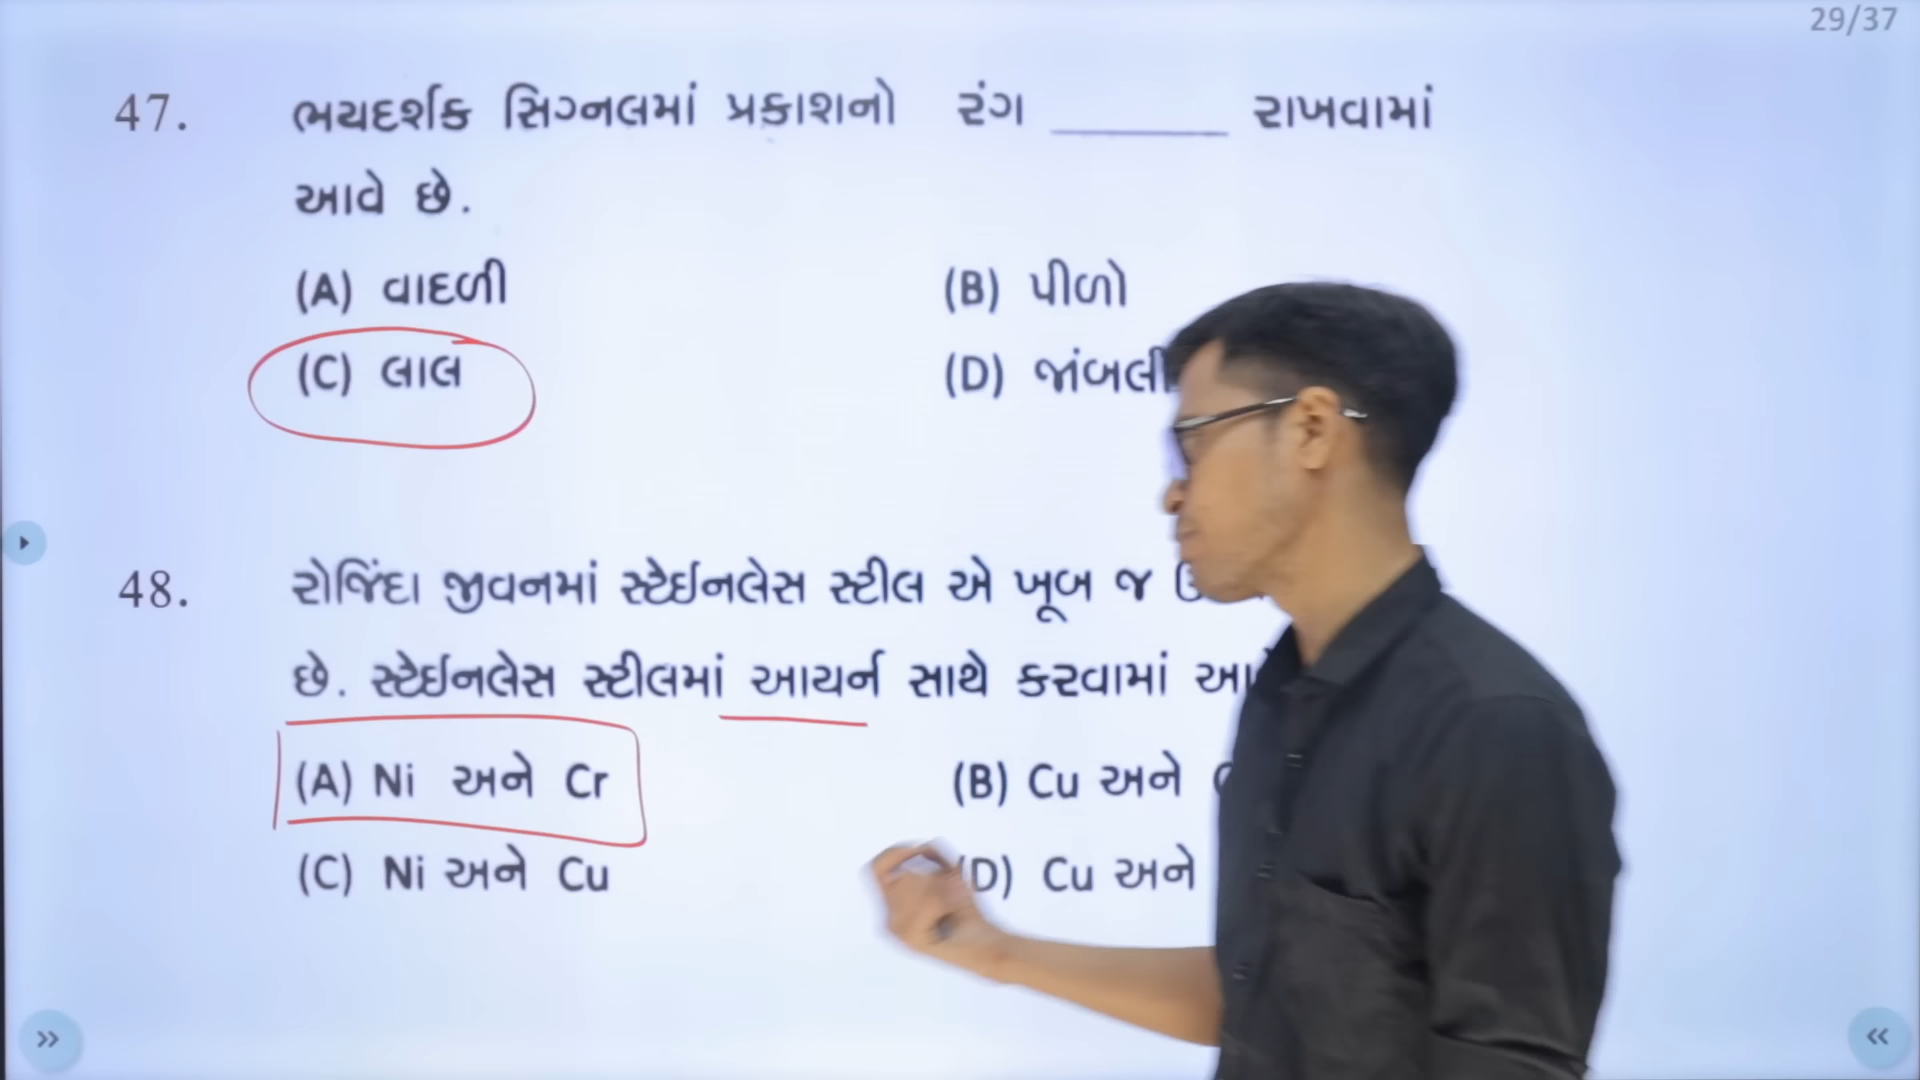 29/37
47. ભયદર્શક સિગ્નલમાં પ્રકાશનો રંગ ________ રાખવામાં
આવે છે.
(A) વાદળી (B) પીળો
(C) લાલ (D) જાંબલી
48. રોજિંદા જીવનમાં સ્ટેઈનલેસ સ્ટીલ એ ખૂબ જ
છે. સ્ટેઈનલેસ સ્ટીલમાં આયર્ન સાથે કરવામાં
(A) Ni અને Cr (B) Cu અને
(C) Ni અને Cu (D) Cu અને